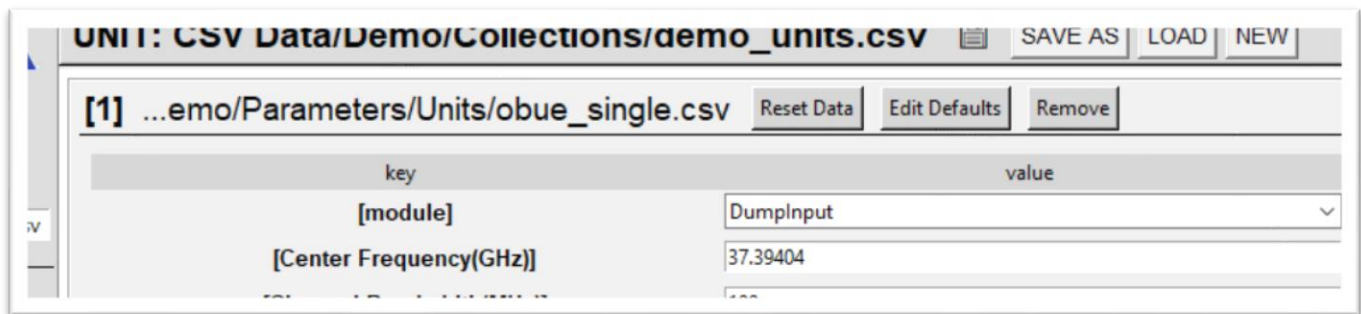 UNIT: CSV Data/Demo/Collections/demo_units.csv SAVE AS LOAD NEW
[1] ...emo/Parameters/Units/obue_single.csv Reset Data Edit Defaults Remove
key value
[module] DumpInput
sv
[Center Frequency(GHz)] 37.39404